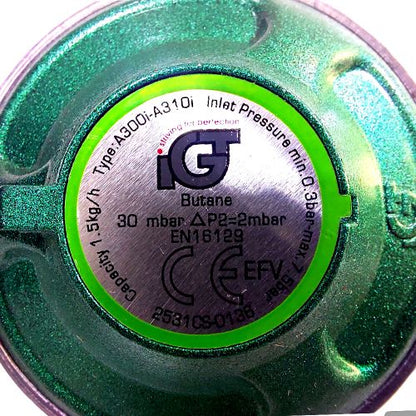 Capacity 1.5kg/h Type:A300i-A310i Inlet Pressure min:0.3bar-max.7.5bar
striving for perfection
iGT
Butane
30 mbar △P2=2mbar
EN16129
CE EFV
2531CS-0136